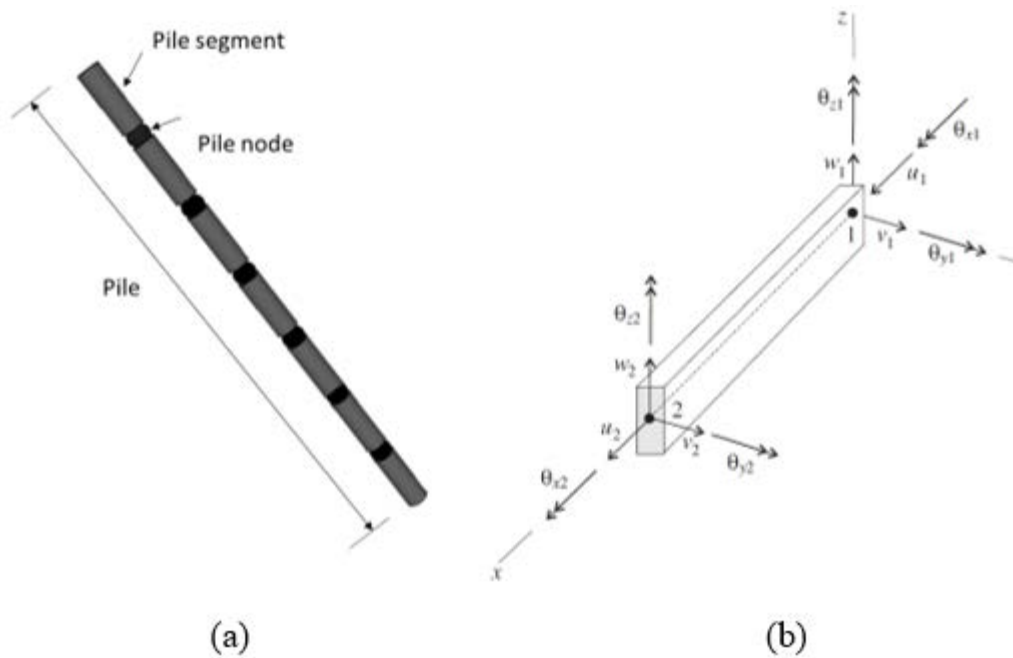 Pile segment
Pile node
Pile
(a)
z
θz1
θx1
w1
u1
1
v1
θy1
θz2
w2
2
u2
v2
θy2
θx2
x
(b)